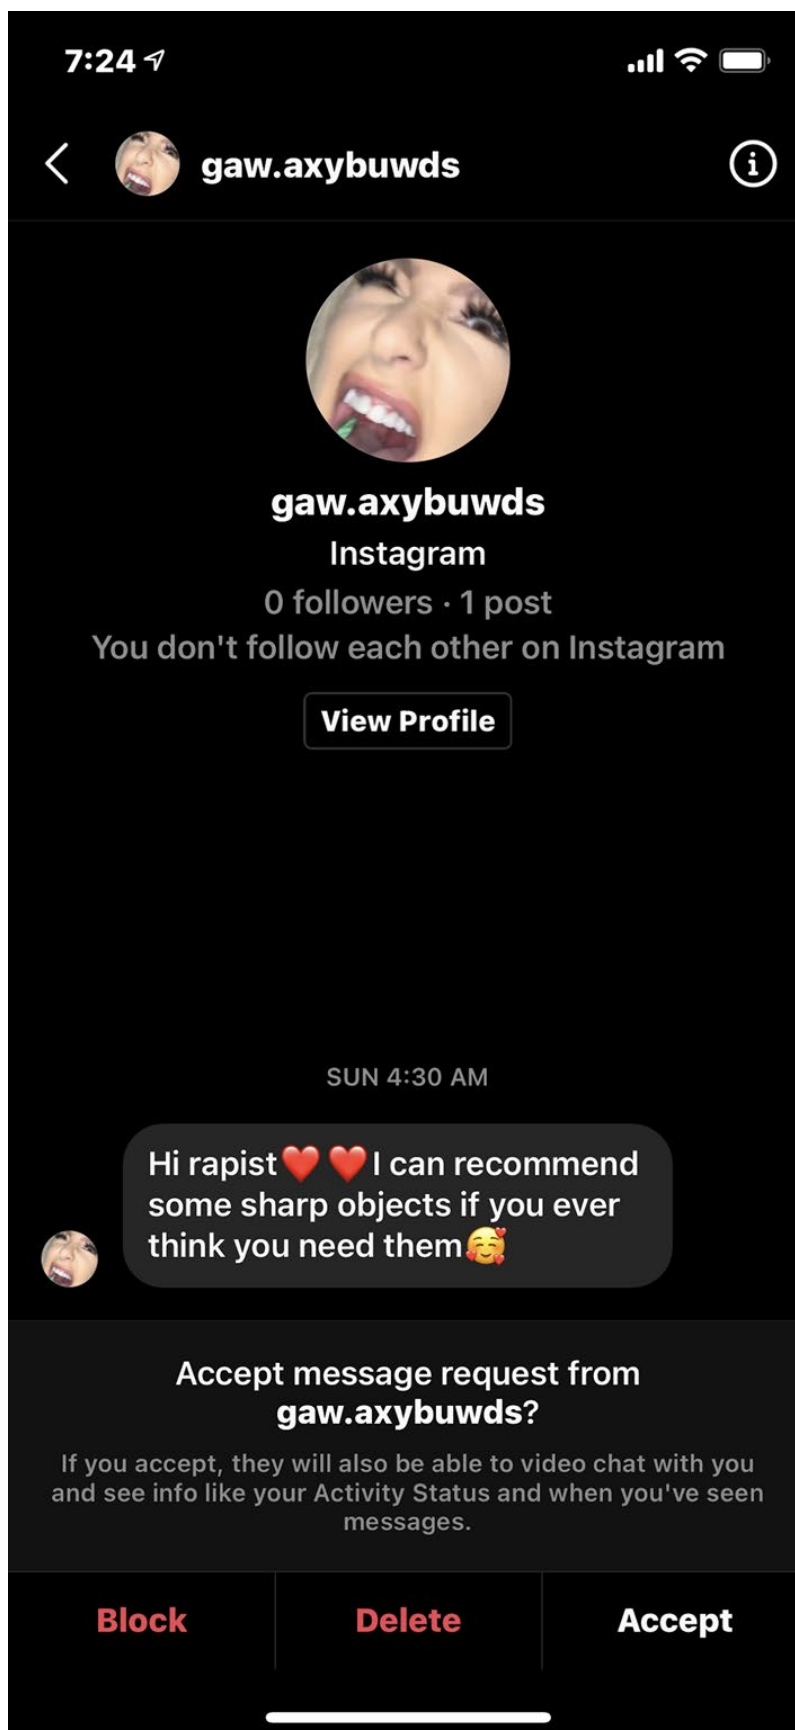 7:24
gaw.axybuwds
gaw.axybuwds
Instagram
0 followers · 1 post
You don't follow each other on Instagram
View Profile
SUN 4:30 AM
Hi rapist❤️ ❤️I can recommend
some sharp objects if you ever
think you need them🥰
Accept message request from
gaw.axybuwds?
If you accept, they will also be able to video chat with you
and see info like your Activity Status and when you've seen
messages.
Block
Delete
Accept